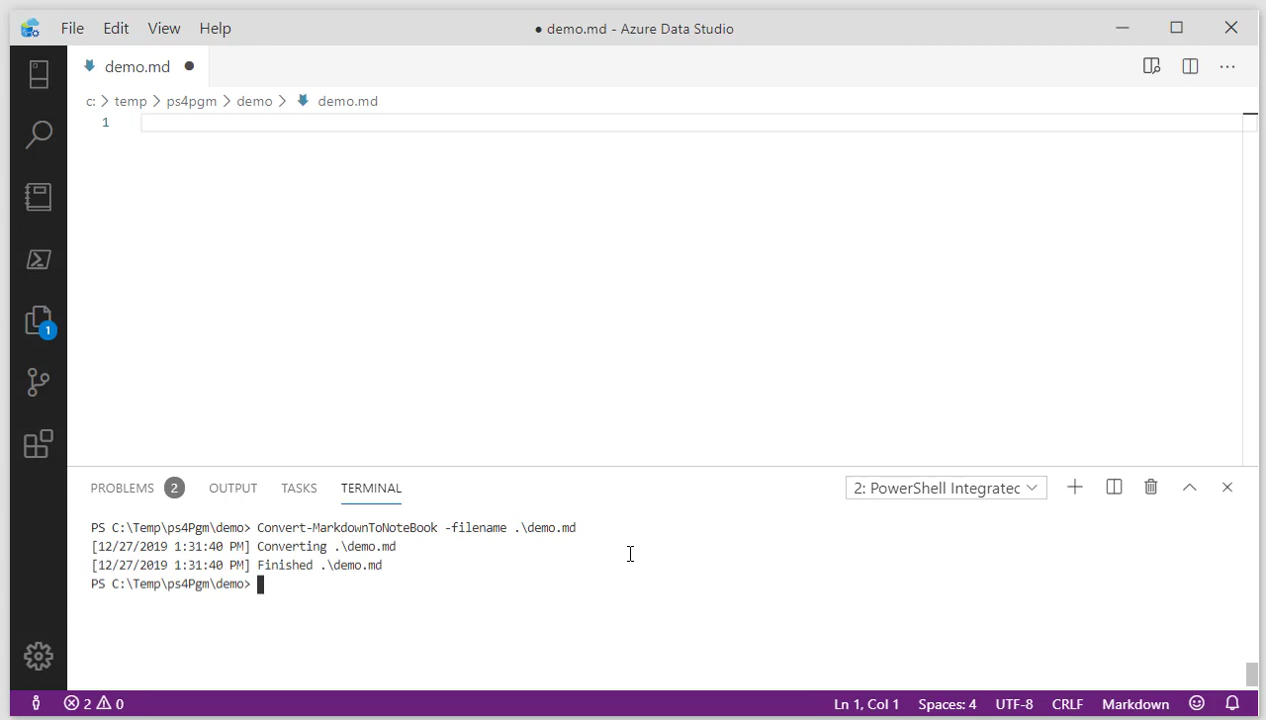 File Edit View Help ● demo.md - Azure Data Studio
demo.md ●
c: > temp > ps4pgm > demo > demo.md
1
1
PROBLEMS 2 OUTPUT TASKS TERMINAL 2: PowerShell Integratec
PS C:\Temp\ps4Pgm\demo> Convert-MarkdownToNoteBook -filename .\demo.md
[12/27/2019 1:31:40 PM] Converting .\demo.md
[12/27/2019 1:31:40 PM] Finished .\demo.md
PS C:\Temp\ps4Pgm\demo>
2 0 Ln 1, Col 1 Spaces: 4 UTF-8 CRLF Markdown